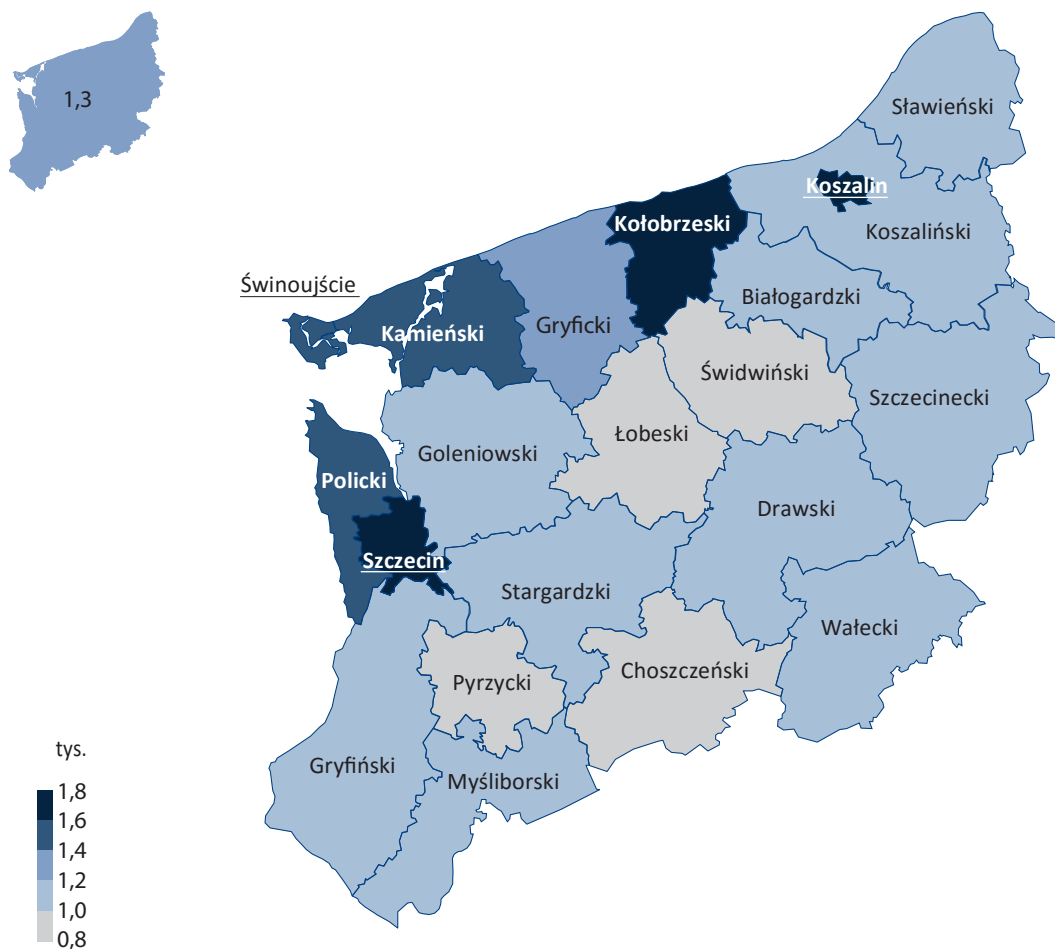 1,3
Sławieński
Koszalin
Kołobrzeski
Koszaliński
Świnoujście
Białogardzki
Kamieński
Gryficki
Świdwiński
Szczecinecki
Łobeski
Goleniowski
Policki
Drawski
Szczecin
Stargardzki
Wałecki
Choszczeński
Pyrzycki
Gryfiński
Myśliborski
tys.
1,8
1,6
1,4
1,2
1,0
0,8